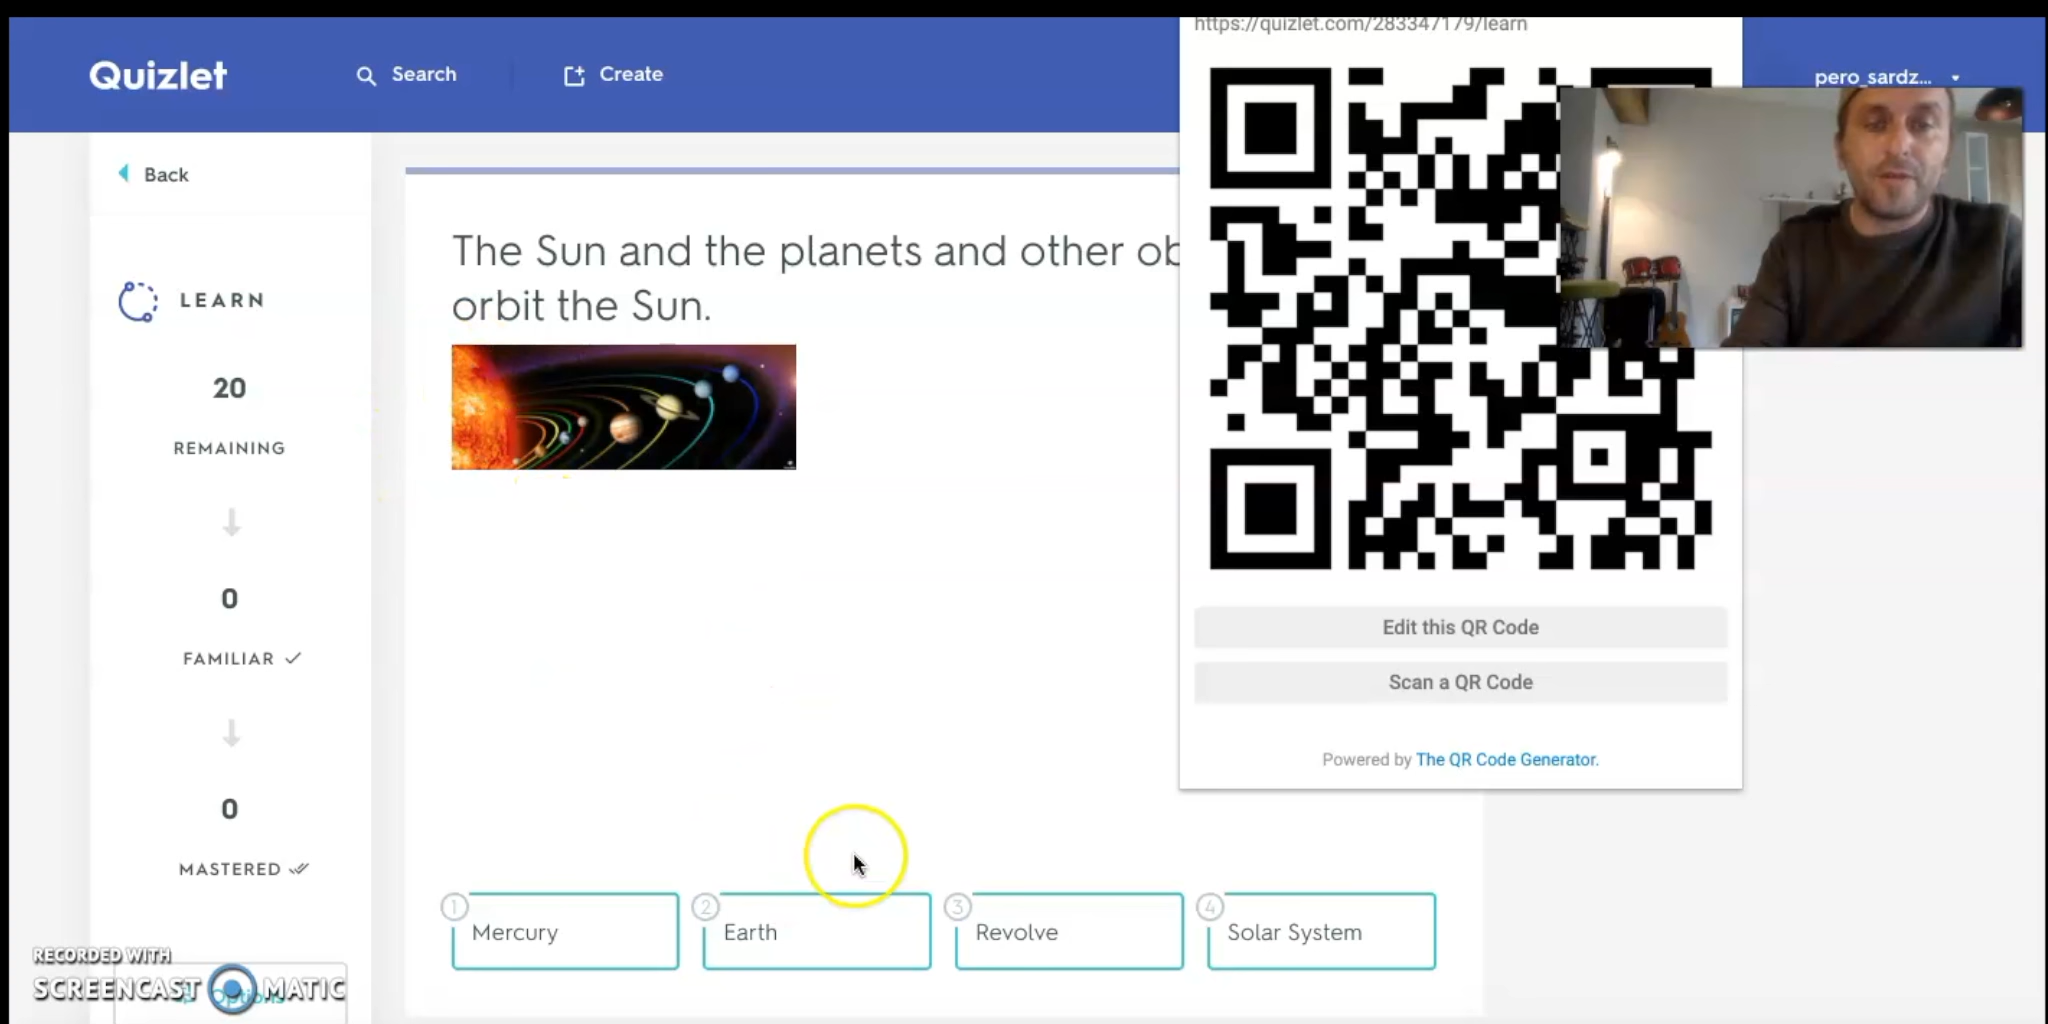 https://quizlet.com/283347179/learn
Quizlet
Search
Create
pero_sardz...
Back
LEARN
20
REMAINING
0
FAMILIAR
0
MASTERED
The Sun and the planets and other ob
orbit the Sun.
Edit this QR Code
Scan a QR Code
Powered by The QR Code Generator.
1 Mercury
2 Earth
3 Revolve
4 Solar System
RECORDED WITH
SCREENCAST MATIC
Options